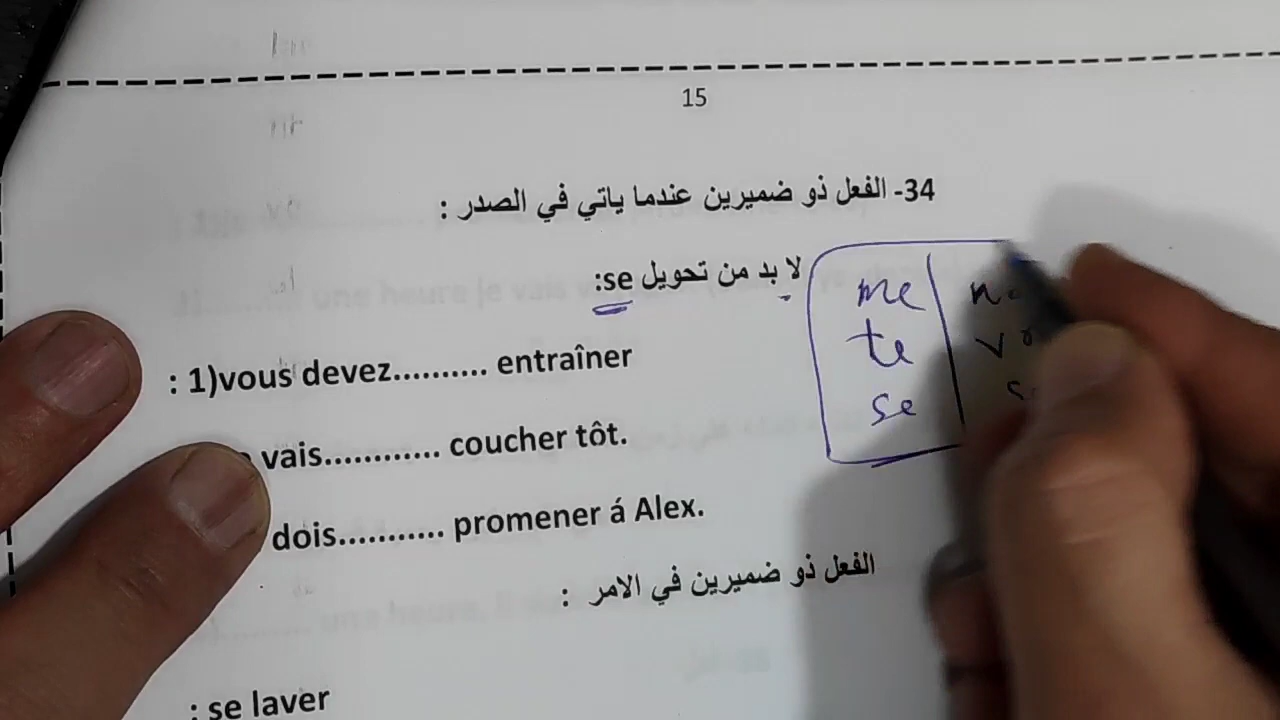 15
34- الفعل ذو ضميرين عندما ياتي في الصدر :
لا بد من تحويل se:
me
te
se
: 1)vous devez.......... entraîner
vais............ coucher tôt.
dois........... promener á Alex.
الفعل ذو ضميرين في الامر :
: se laver